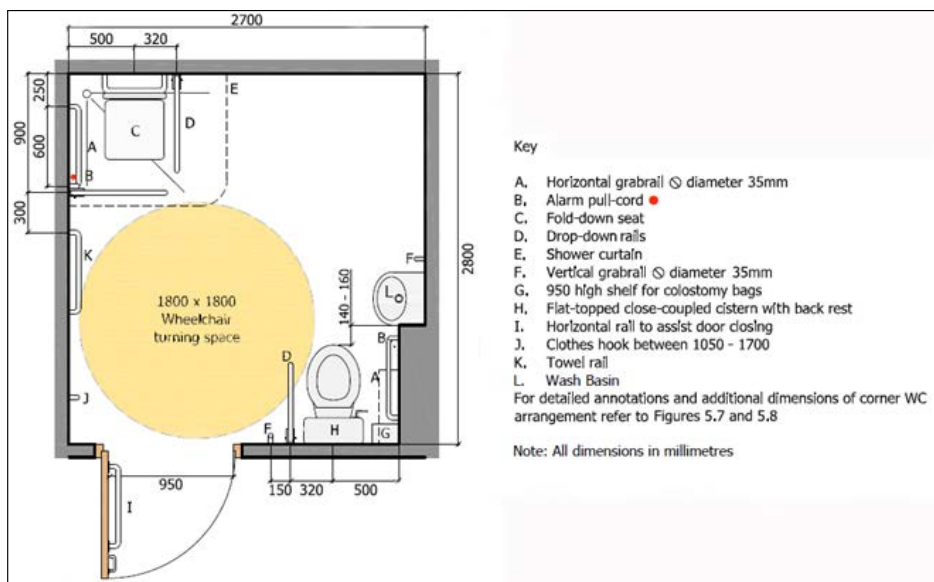 2700
500
320
250
900
600
300
E
D
C
A
B
K
F
L
2800
1800 x 1800
Wheelchair
turning space
140 - 160
D
B
A
J
F
H
G
950
150
320
500
I
Key
A. Horizontal grabrail ⦸ diameter 35mm
B. Alarm pull-cord
C. Fold-down seat
D. Drop-down rails
E. Shower curtain
F. Vertical grabrail ⦸ diameter 35mm
G. 950 high shelf for colostomy bags
H. Flat-topped close-coupled cistern with back rest
I. Horizontal rail to assist door closing
J. Clothes hook between 1050 - 1700
K. Towel rail
L. Wash Basin
For detailed annotations and additional dimensions of corner WC
arrangement refer to Figures 5.7 and 5.8
Note: All dimensions in millimetres